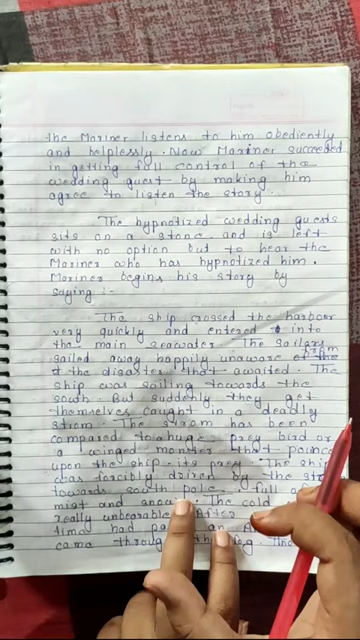 the Mariner listens to him obediently
and helplessly. Now Mariner succeeded
in getting full control of the
wedding guest by making him
agree to listen the story.
The hypnotized wedding guests
sits on a stone and is left
with no option but to hear the
Mariner who has hypnotized him.
Mariner begins his story by
saying :-
The ship crossed the harbour
very quickly and entered into
the main seawater. The Sailors
sailed away happily unaware of the
the disaster that awaited. The
ship was sailing towards the
south. But suddenly they get
themselves caught in a deadly
strom. The strom has been
compared to a huge prey bird or
a winged monster that pounce
upon the ship - its prey. The ship
was forcibly driven by the
towards south pole, full
mist and snow. The cold
really unbearable. After
time had
came through the fog.